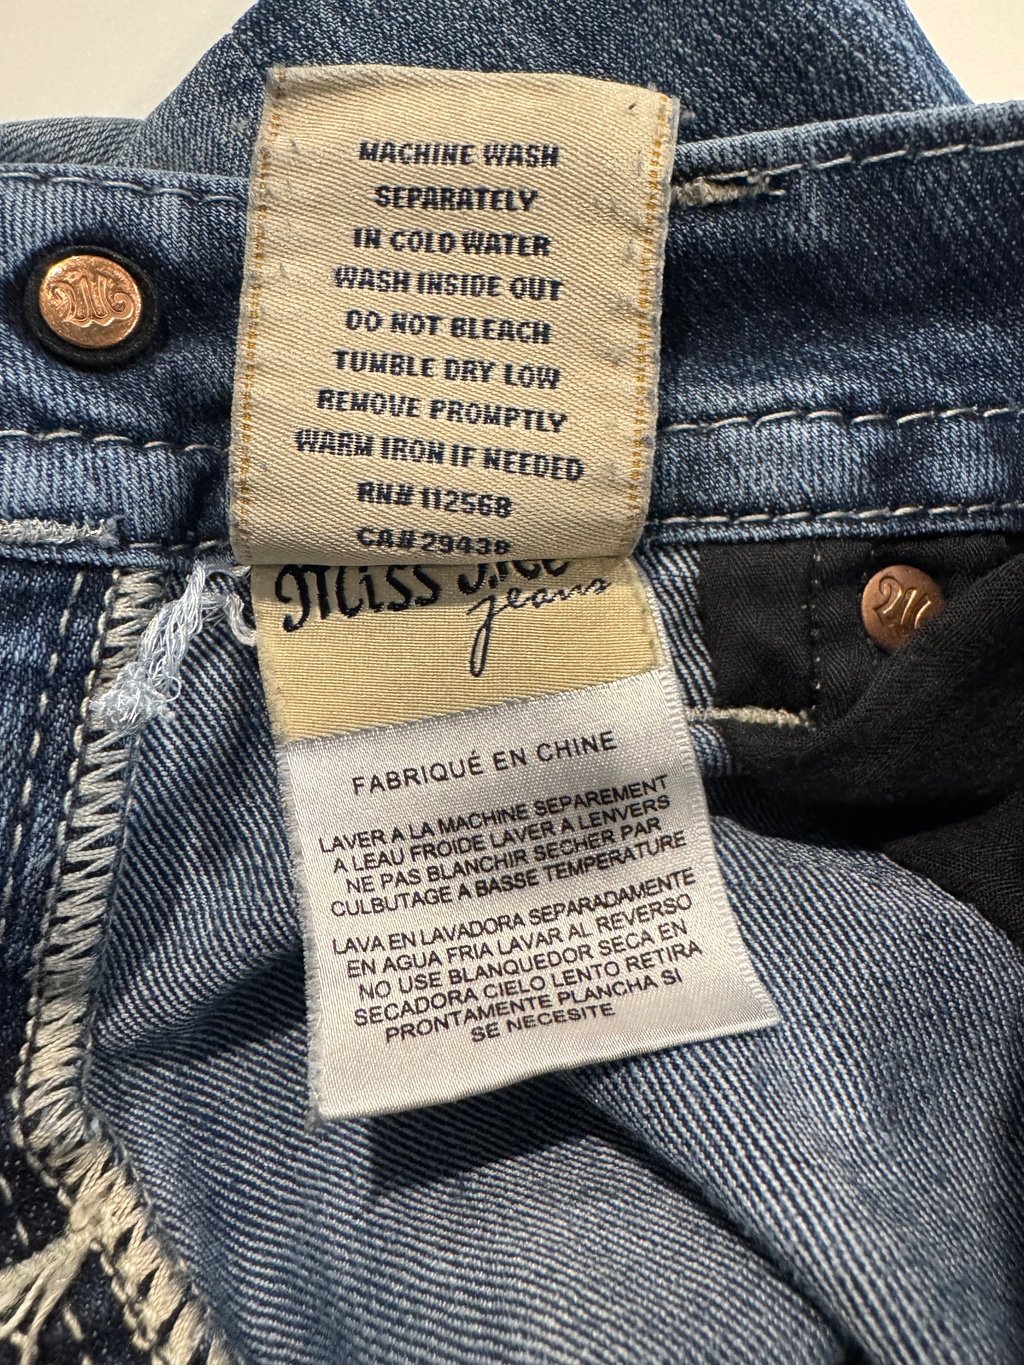 MACHINE WASH
SEPARATELY
IN COLD WATER
WASH INSIDE OUT
DO NOT BLEACH
TUMBLE DRY LOW
REMOVE PROMPTLY
WARM IRON IF NEEDED
RN# 112568
CA# 29438
Miss
jeans
FABRIQUÉ EN CHINE
LAVER A LA MACHINE SEPAREMENT
A LEAU FROIDE LAVER A LENVERS
NE PAS BLANCHIR SECHER PAR
CULBUTAGE A BASSE TEMPERATURE
LAVA EN LAVADORA SEPARADAMENTE
EN AGUA FRIA LAVAR AL REVERSO
NO USE BLANQUEDOR SECA EN
SECADORA CIELO LENTO RETIRA
PRONTAMENTE PLANCHA SI
SE NECESITE